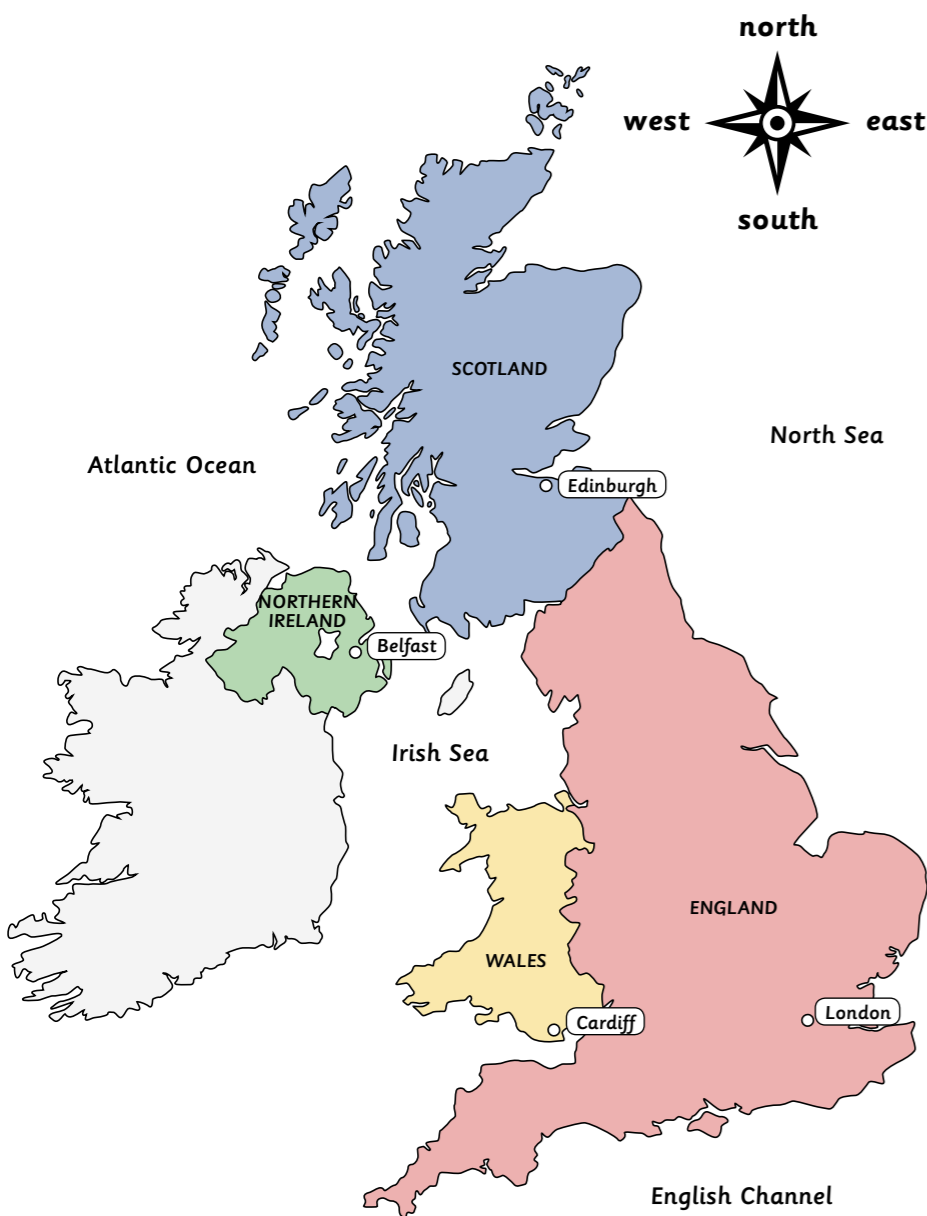 north
west
east
south
SCOTLAND
North Sea
Atlantic Ocean
Edinburgh
NORTHERN
IRELAND
Belfast
Irish Sea
ENGLAND
WALES
London
Cardiff
English Channel